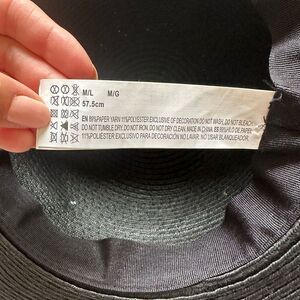 M/L M/G
57.5cm
EN 89%PAPER YARN 11%POLYESTER EXCLUSIVE OF DECORATION DO NOT WASH, DO NOT BLEACH,
DO NOT TUMBLE DRY, DO NOT IRON, DO NOT DRY CLEAN, MADE IN CHINA. ES 89%HILO DE PAPEL
11%POLIÉSTER EXCLUSIVO PARA DECORACIÓN NO LAVAR, NO USAR BLANQUEADOR,